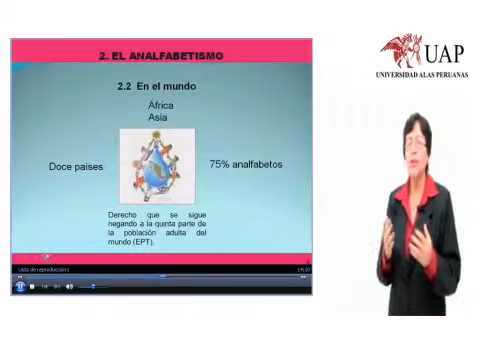 2. EL ANALFABETISMO
2.2 En el mundo
África
Asia
Doce países
75% analfabetos
Derecho que se sigue
negando a la quinta parte de
la población adulta del
mundo (EPT).
Lista de reproducción
UAP
UNIVERSIDAD ALAS PERUANAS